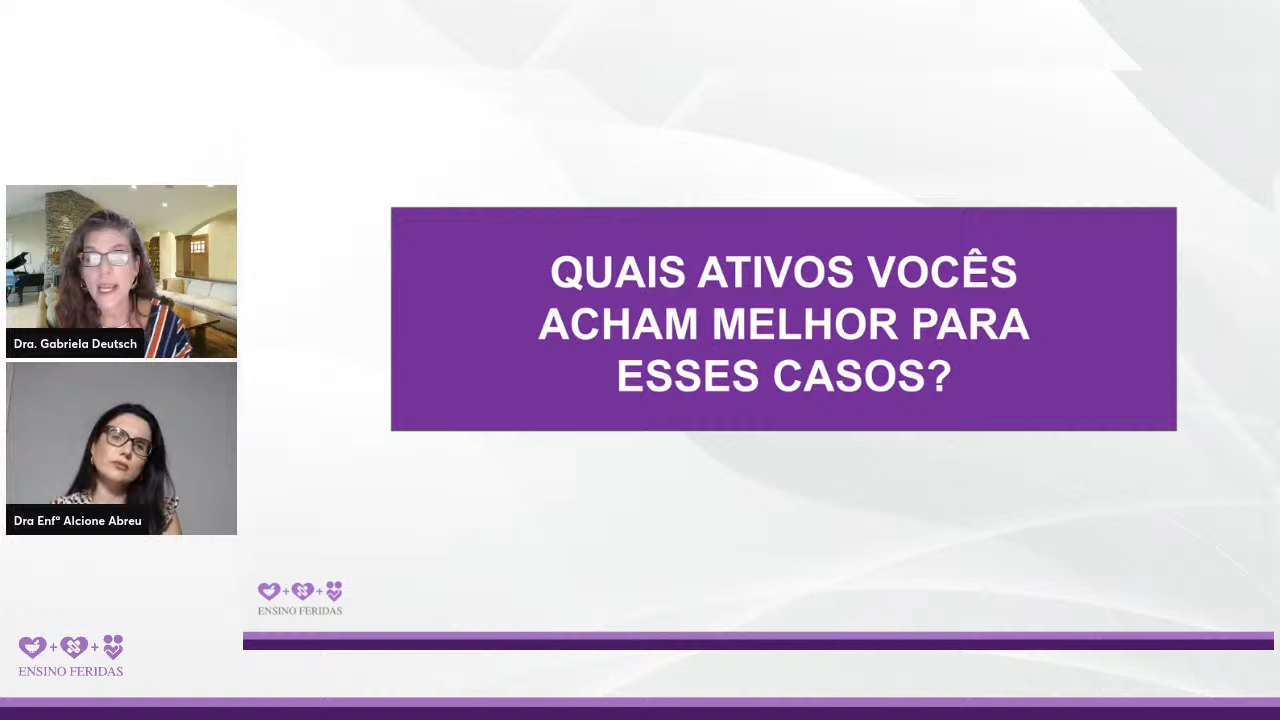 QUAIS ATIVOS VOCÊS
ACHAM MELHOR PARA
ESSES CASOS?
Dra. Gabriela Deutsch
Dra Enfª Alcione Abreu
ENSINO FERIDAS
ENSINO FERIDAS